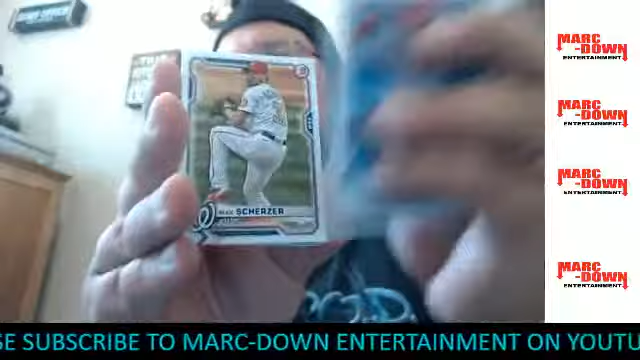 MAX SCHERZER
W
MARC
-DOWN
ENTERTAINMENT
MARC
-DOWN
ENTERTAINMENT
MARC
-DOWN
ENTERTAINMENT
MARC
-DOWN
ENTERTAINMENT
SE SUBSCRIBE TO MARC-DOWN ENTERTAINMENT ON YOUTU